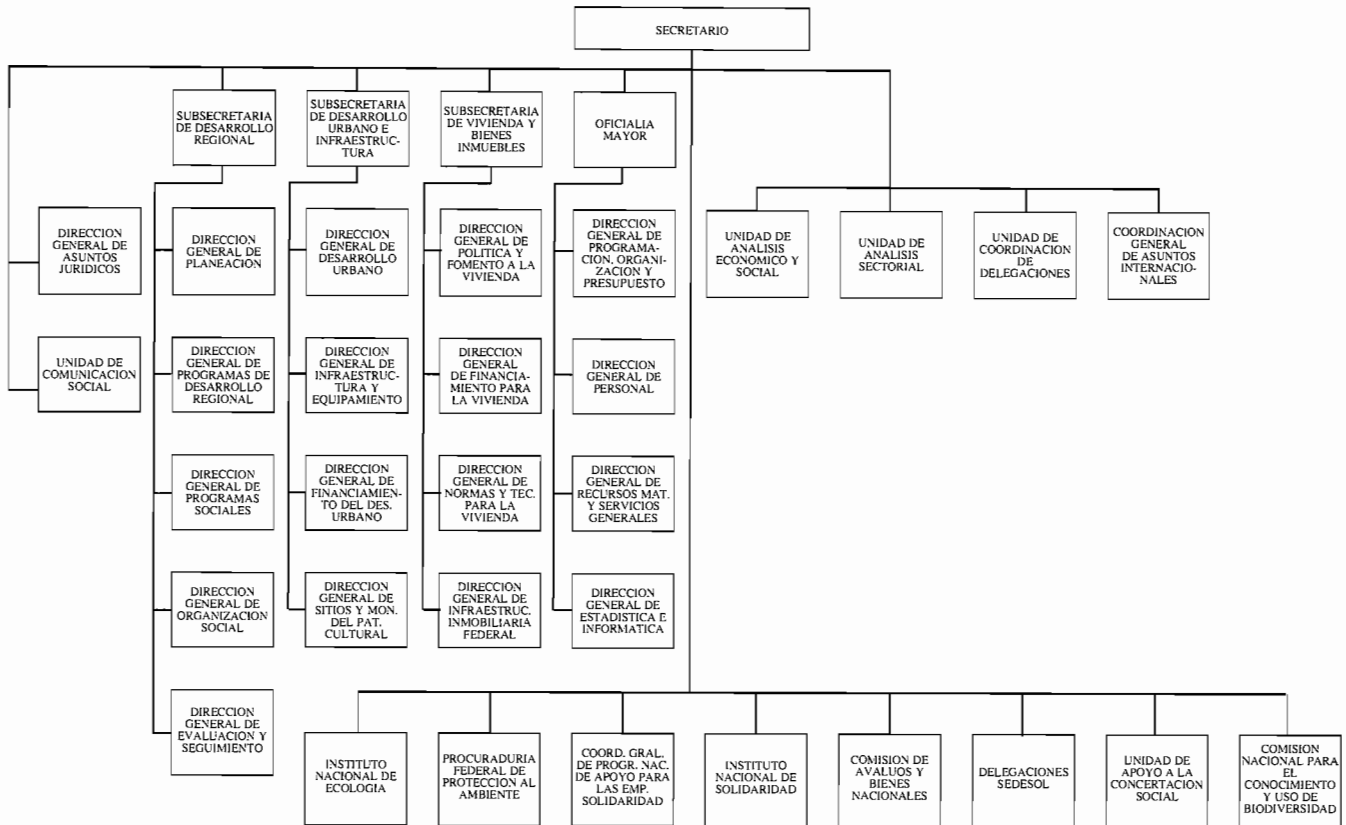 SECRETARIO
SUBSECRETARIA
DE DESARROLLO
REGIONAL
SUBSECRETARIA
DE DESARROLLO
URBANO E
INFRAESTRUC-
TURA
SUBSECRETARIA
DE VIVIENDA Y
BIENES
INMUEBLES
OFICIALIA
MAYOR
DIRECCION
GENERAL DE
ASUNTOS
JURIDICOS
DIRECCION
GENERAL DE
PLANEACION
DIRECCION
GENERAL DE
DESARROLLO
URBANO
DIRECCION
GENERAL DE
POLITICA Y
FOMENTO A LA
VIVIENDA
DIRECCION
GENERAL DE
PROGRAMA-
CION, ORGANI-
ZACION Y
PRESUPUESTO
UNIDAD DE
ANALISIS
ECONOMICO Y
SOCIAL
UNIDAD DE
ANALISIS
SECTORIAL
UNIDAD DE
COORDINACION
DE
DELEGACIONES
COORDINACION
GENERAL
DE ASUNTOS
INTERNACIO-
NALES
UNIDAD DE
COMUNICACION
SOCIAL
DIRECCION
GENERAL DE
PROGRAMAS DE
DESARROLLO
REGIONAL
DIRECCION
GENERAL DE
INFRAESTRUC-
TURA Y
EQUIPAMIENTO
DIRECCION
GENERAL
DE FINANCIA-
MIENTO PARA
LA VIVIENDA
DIRECCION
GENERAL DE
PERSONAL
DIRECCION
GENERAL DE
PROGRAMAS
SOCIALES
DIRECCION
GENERAL DE
FINANCIAMIEN-
TO DEL DES.
URBANO
DIRECCION
GENERAL DE
NORMAS Y TEC.
PARA LA
VIVIENDA
DIRECCION
GENERAL DE
RECURSOS MAT.
Y SERVICIOS
GENERALES
DIRECCION
GENERAL DE
ORGANIZACION
SOCIAL
DIRECCION
GENERAL DE
SITIOS Y MON.
DEL PAT.
CULTURAL
DIRECCION
GENERAL DE
INFRAESTRUC.
INMOBILIARIA
FEDERAL
DIRECCION
GENERAL DE
ESTADISTICA E
INFORMATICA
DIRECCION
GENERAL DE
EVALUACION Y
SEGUIMIENTO
INSTITUTO
NACIONAL DE
ECOLOGIA
PROCURADURIA
FEDERAL DE
PROTECCION AL
AMBIENTE
COORD. GRAL.
DE PROGR. NAC.
DE APOYO PARA
LAS EMP.
SOLIDARIDAD
INSTITUTO
NACIONAL DE
SOLIDARIDAD
COMISION DE
AVALUOS Y
BIENES
NACIONALES
DELEGACIONES
SEDESOL
UNIDAD DE
APOYO A LA
CONCERTACION
SOCIAL
COMISION
NACIONAL PARA
EL
CONOCIMIENTO
Y USO DE
BIODIVERSIDAD